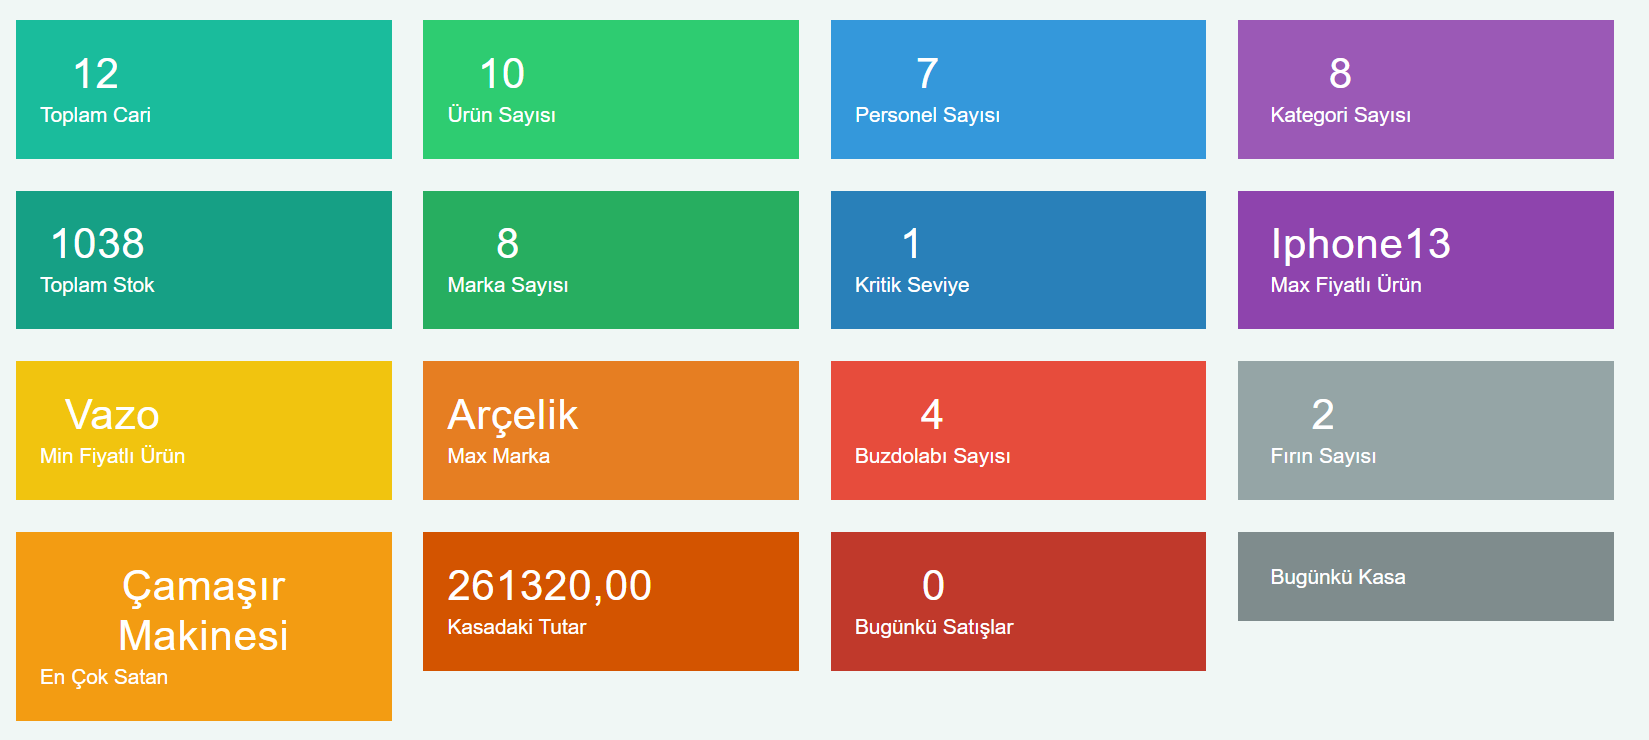 12
Toplam Cari
10
Ürün Sayısı
7
Personel Sayısı
8
Kategori Sayısı
1038
Toplam Stok
8
Marka Sayısı
1
Kritik Seviye
Iphone13
Max Fiyatlı Ürün
Vazo
Min Fiyatlı Ürün
Arçelik
Max Marka
4
Buzdolabı Sayısı
2
Fırın Sayısı
Çamaşır
Makinesi
En Çok Satan
261320,00
Kasadaki Tutar
0
Bugünkü Satışlar
Bugünkü Kasa